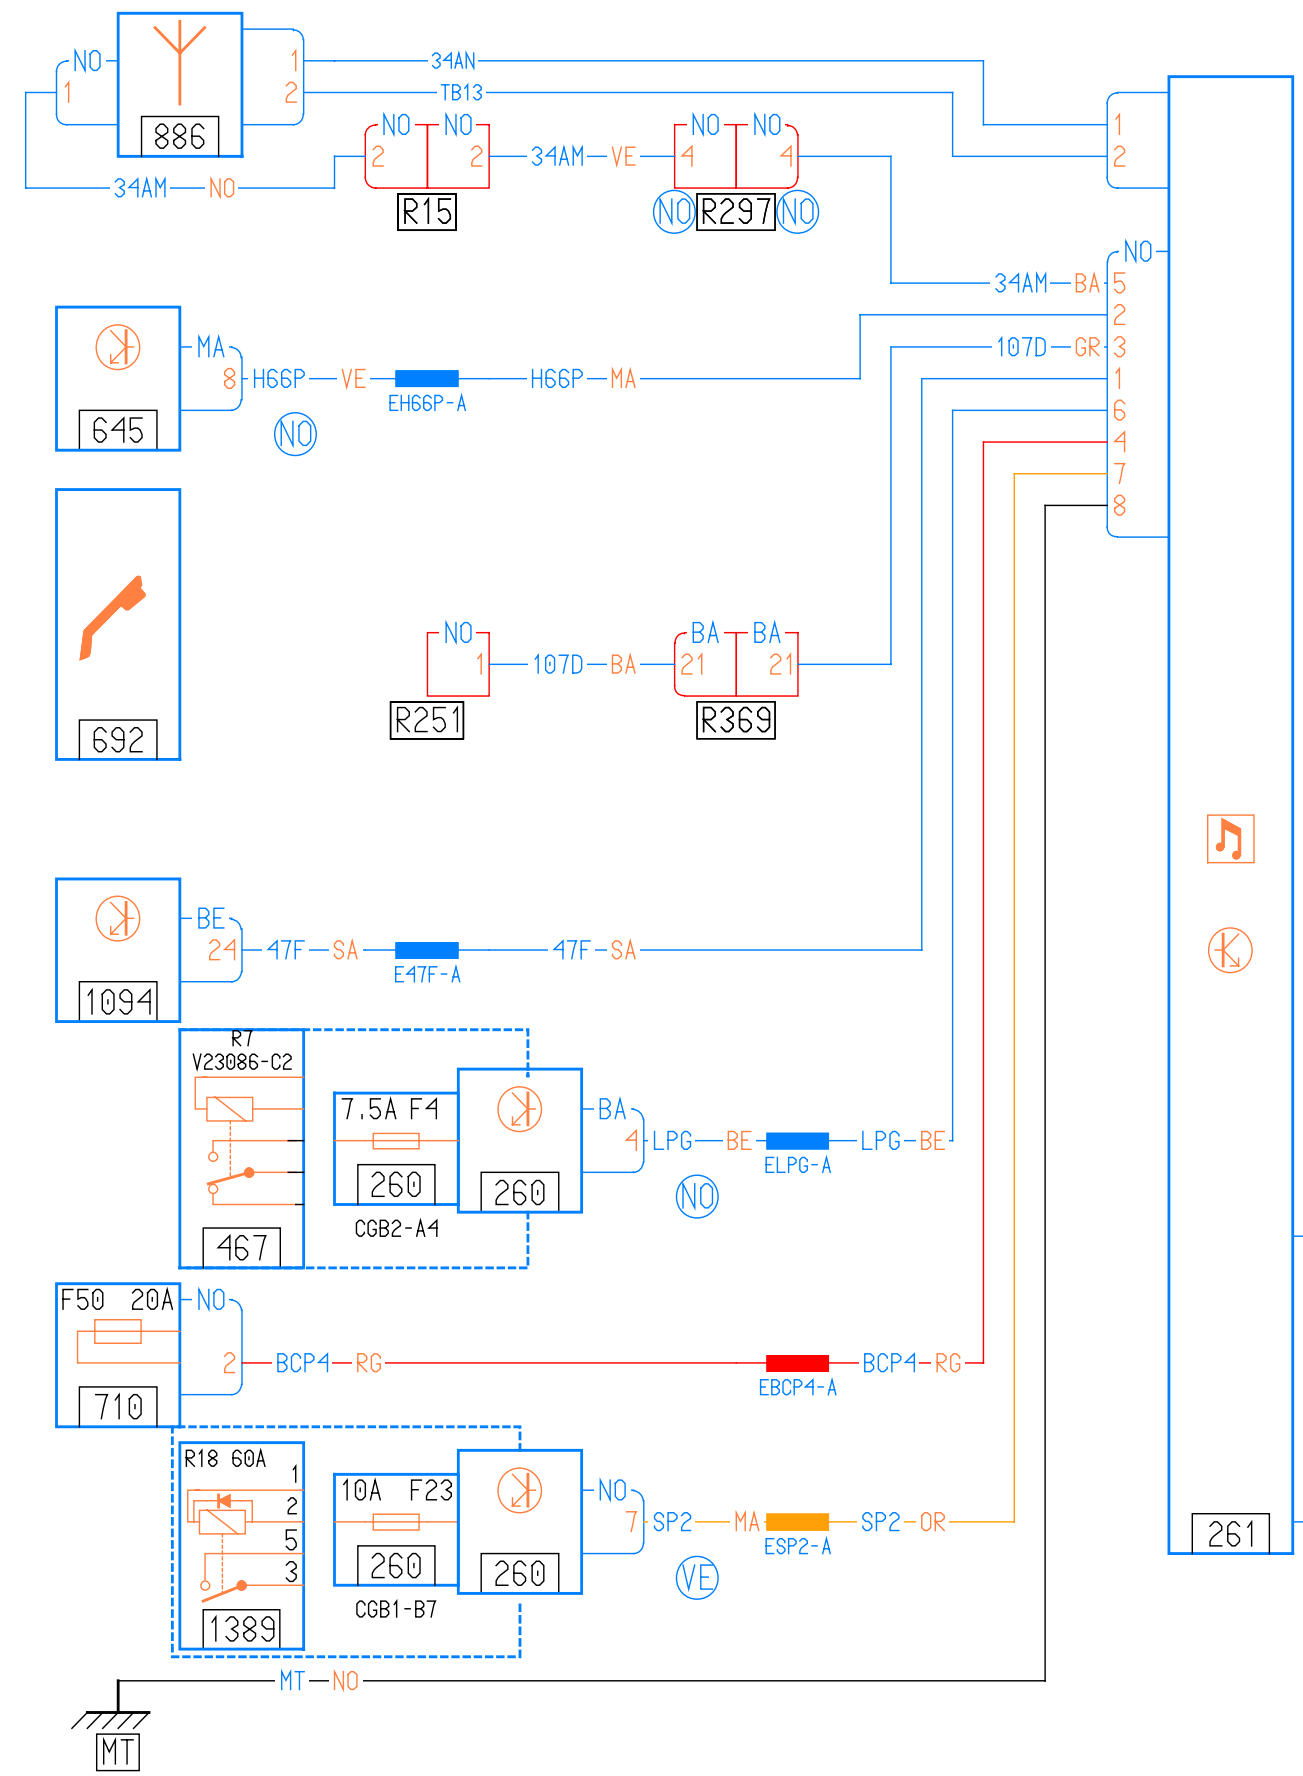 NO
1
886
1
2
34AN
TB13
34AM NO
NO NO
2 2
R15
34AM VE
NO NO
4 4
NO R297 NO
1
2
NO
34AM BA 5
2
107D GR 3
1
6
4
7
8
MA
8 H66P VE
EH66P-A
H66P MA
645
NO
692
NO
1
R251
107D BA
BA BA
21 21
R369
BE
24 47F SA
E47F-A
47F SA
1094
R7
V23086-C2
467
7.5A F4
260
CGB2-A4
260
BA
4 LPG BE
ELPG-A
LPG BE
NO
F50 20A
710
NO
2 BCP4 RG
EBCP4-A
BCP4 RG
R18 60A
1
2
5
3
1389
10A F23
260
CGB1-B7
260
NO
7 SP2 MA
ESP2-A
SP2 OR
VE
261
MT NO
MT